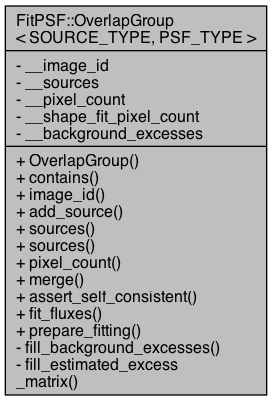 FitPSF::OverlapGroup
< SOURCE_TYPE, PSF_TYPE >
- __image_id
- __sources
- __pixel_count
- __shape_fit_pixel_count
- __background_excesses
+ OverlapGroup()
+ contains()
+ image_id()
+ add_source()
+ sources()
+ sources()
+ pixel_count()
+ merge()
+ assert_self_consistent()
+ fit_fluxes()
+ prepare_fitting()
- fill_background_excesses()
- fill_estimated_excess
_matrix()